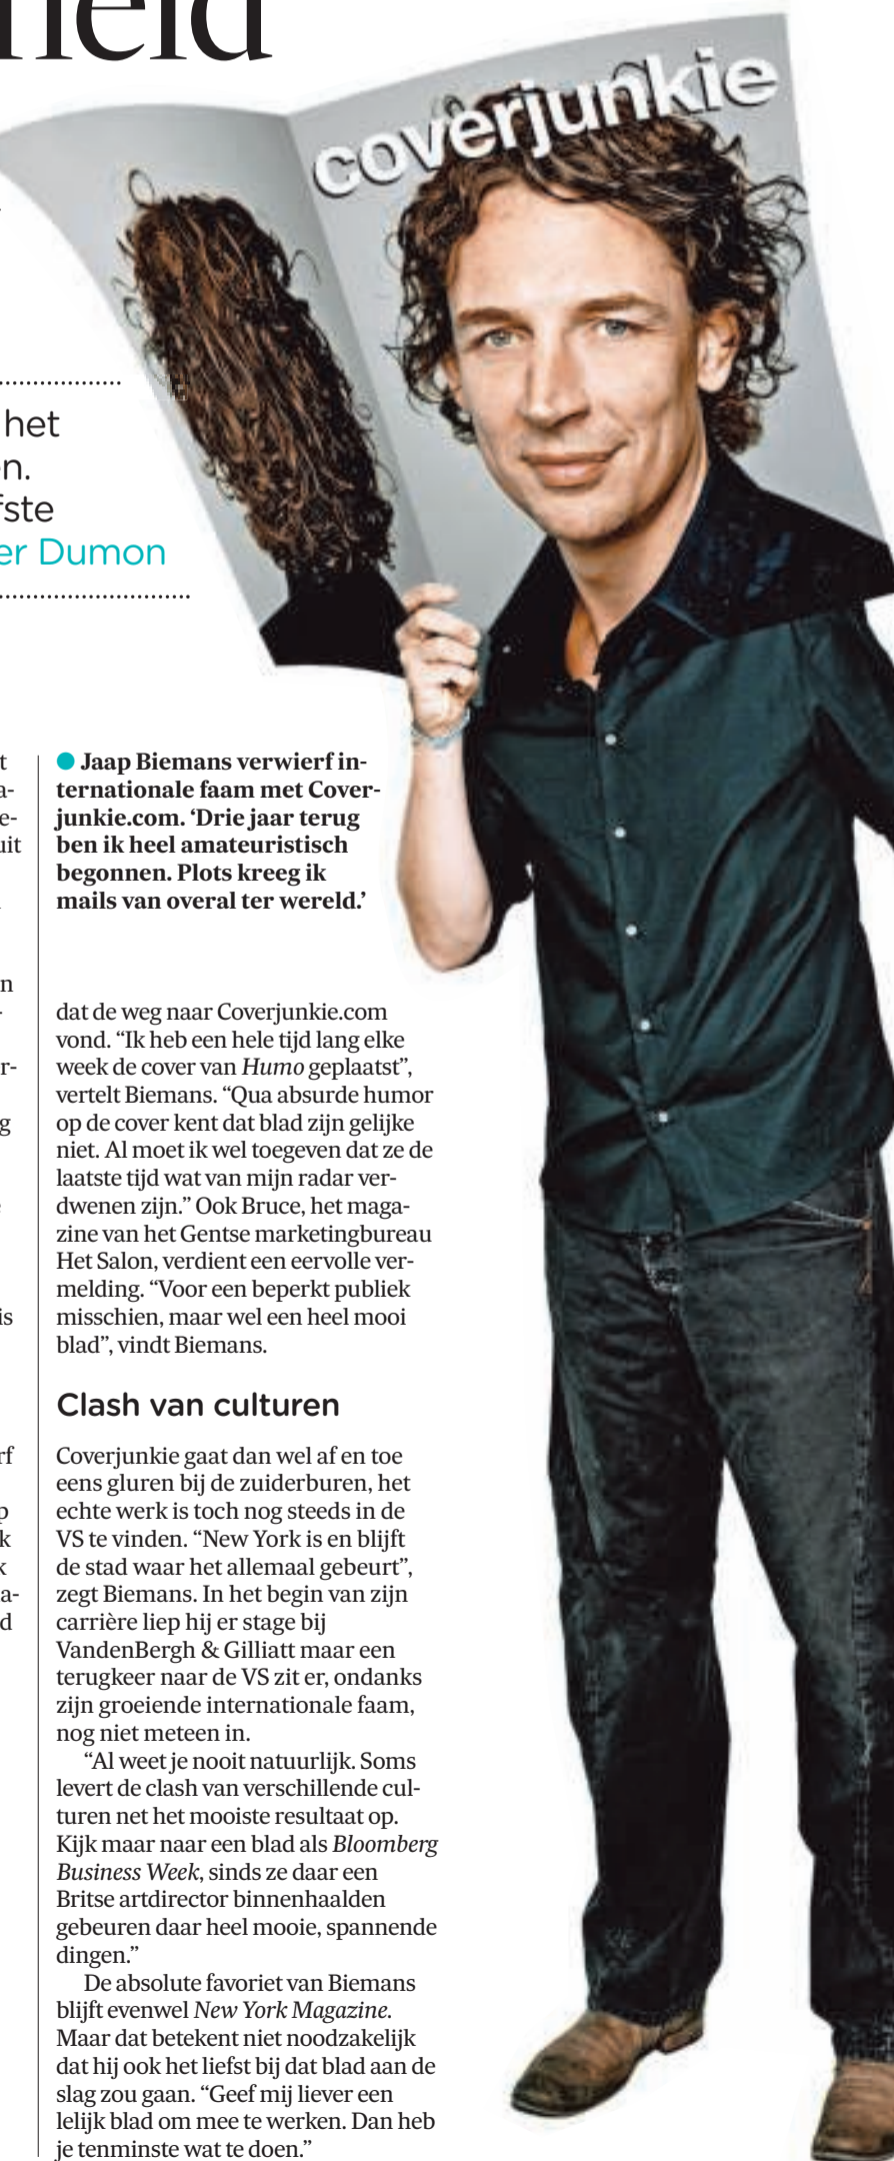 coverjunkie
het
er Dumon
● Jaap Biemans verwierf in-
ternationale faam met Cover-
junkie.com. ‘Drie jaar terug
ben ik heel amateuristisch
begonnen. Plots kreeg ik
mails van overal ter wereld.’
dat de weg naar Coverjunkie.com
vond. “Ik heb een hele tijd lang elke
week de cover van Humo geplaatst”,
vertelt Biemans. “Qua absurde humor
op de cover kent dat blad zijn gelijke
niet. Al moet ik wel toegeven dat ze de
laatste tijd wat van mijn radar ver-
dwenen zijn.” Ook Bruce, het maga-
zine van het Gentse marketingbureau
Het Salon, verdient een eervolle ver-
melding. “Voor een beperkt publiek
misschien, maar wel een heel mooi
blad”, vindt Biemans.
Clash van culturen
Coverjunkie gaat dan wel af en toe
eens gluren bij de zuiderburen, het
echte werk is toch nog steeds in de
VS te vinden. “New York is en blijft
de stad waar het allemaal gebeurt”,
zegt Biemans. In het begin van zijn
carrière liep hij er stage bij
VandenBergh & Gilliatt maar een
terugkeer naar de VS zit er, ondanks
zijn groeiende internationale faam,
nog niet meteen in.
“Al weet je nooit natuurlijk. Soms
levert de clash van verschillende cul-
turen net het mooiste resultaat op.
Kijk maar naar een blad als Bloomberg
Business Week, sinds ze daar een
Britse artdirector binnenhaalden
gebeuren daar heel mooie, spannende
dingen.”
De absolute favoriet van Biemans
blijft evenwel New York Magazine.
Maar dat betekent niet noodzakelijk
dat hij ook het liefst bij dat blad aan de
slag zou gaan. “Geef mij liever een
lelijk blad om mee te werken. Dan heb
je tenminste wat te doen.”